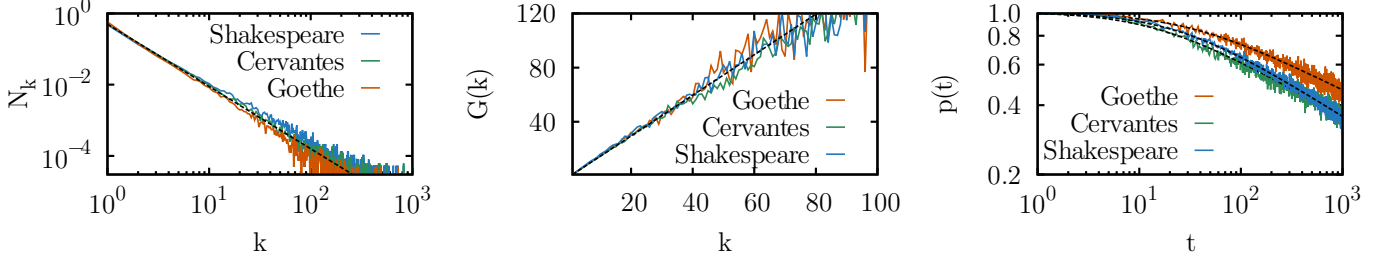 N_k
10^0
10^-2
10^-4
Shakespeare
Cervantes
Goethe
10^0 10^1 10^2 10^3
k
G(k)
120
80
40
Goethe
Cervantes
Shakespeare
20 40 60 80 100
k
p(t)
1.0
0.8
0.6
0.4
0.2
Goethe
Cervantes
Shakespeare
10^0 10^1 10^2 10^3
t